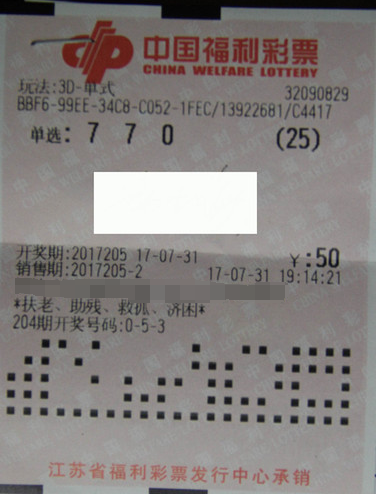 中国福利彩票
CHINA WELFARE LOTTERY
玩法:3D-单式 32090829
BBF6-99EE-34C8-C052-1FEC/13922681/C4417
单选: 7 7 0 (25)
开奖期:2017205 17-07-31 ¥:50
销售期:2017205-2 17-07-31 19:14:21
*扶老、助残、救孤、济困*
204期开奖号码:0-5-3
江苏省福利彩票发行中心承销